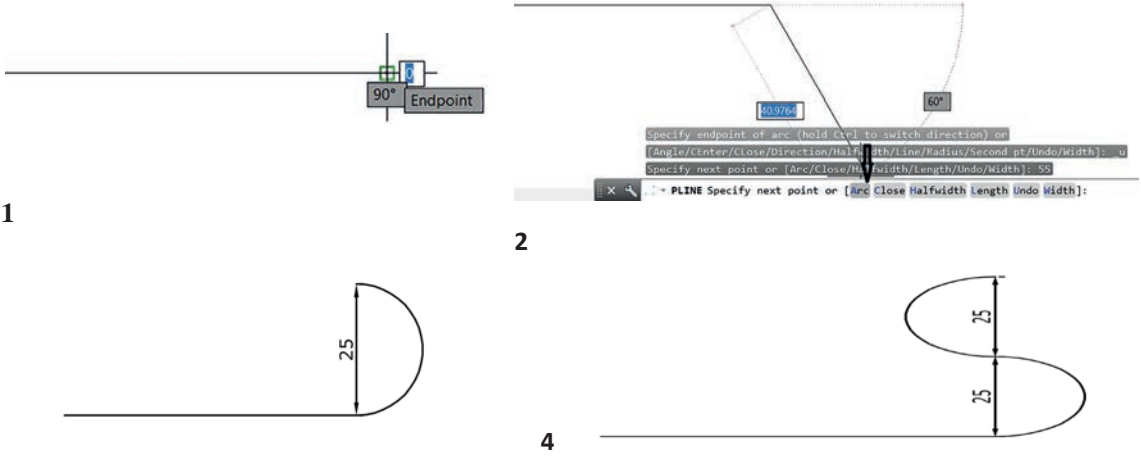 0
90°
Endpoint
1
40.9764
60°
Specify endpoint of arc (hold Ctrl to switch direction) or
[Angle/CEnter/CLose/Direction/Halfwidth/Line/Radius/Second pt/Undo/Width]: _u
Specify next point or [Arc/Close/Halfwidth/Length/Undo/Width]: 55
PLINE Specify next point or [Arc Close Halfwidth Length Undo Width]:
2
25
25
25
4